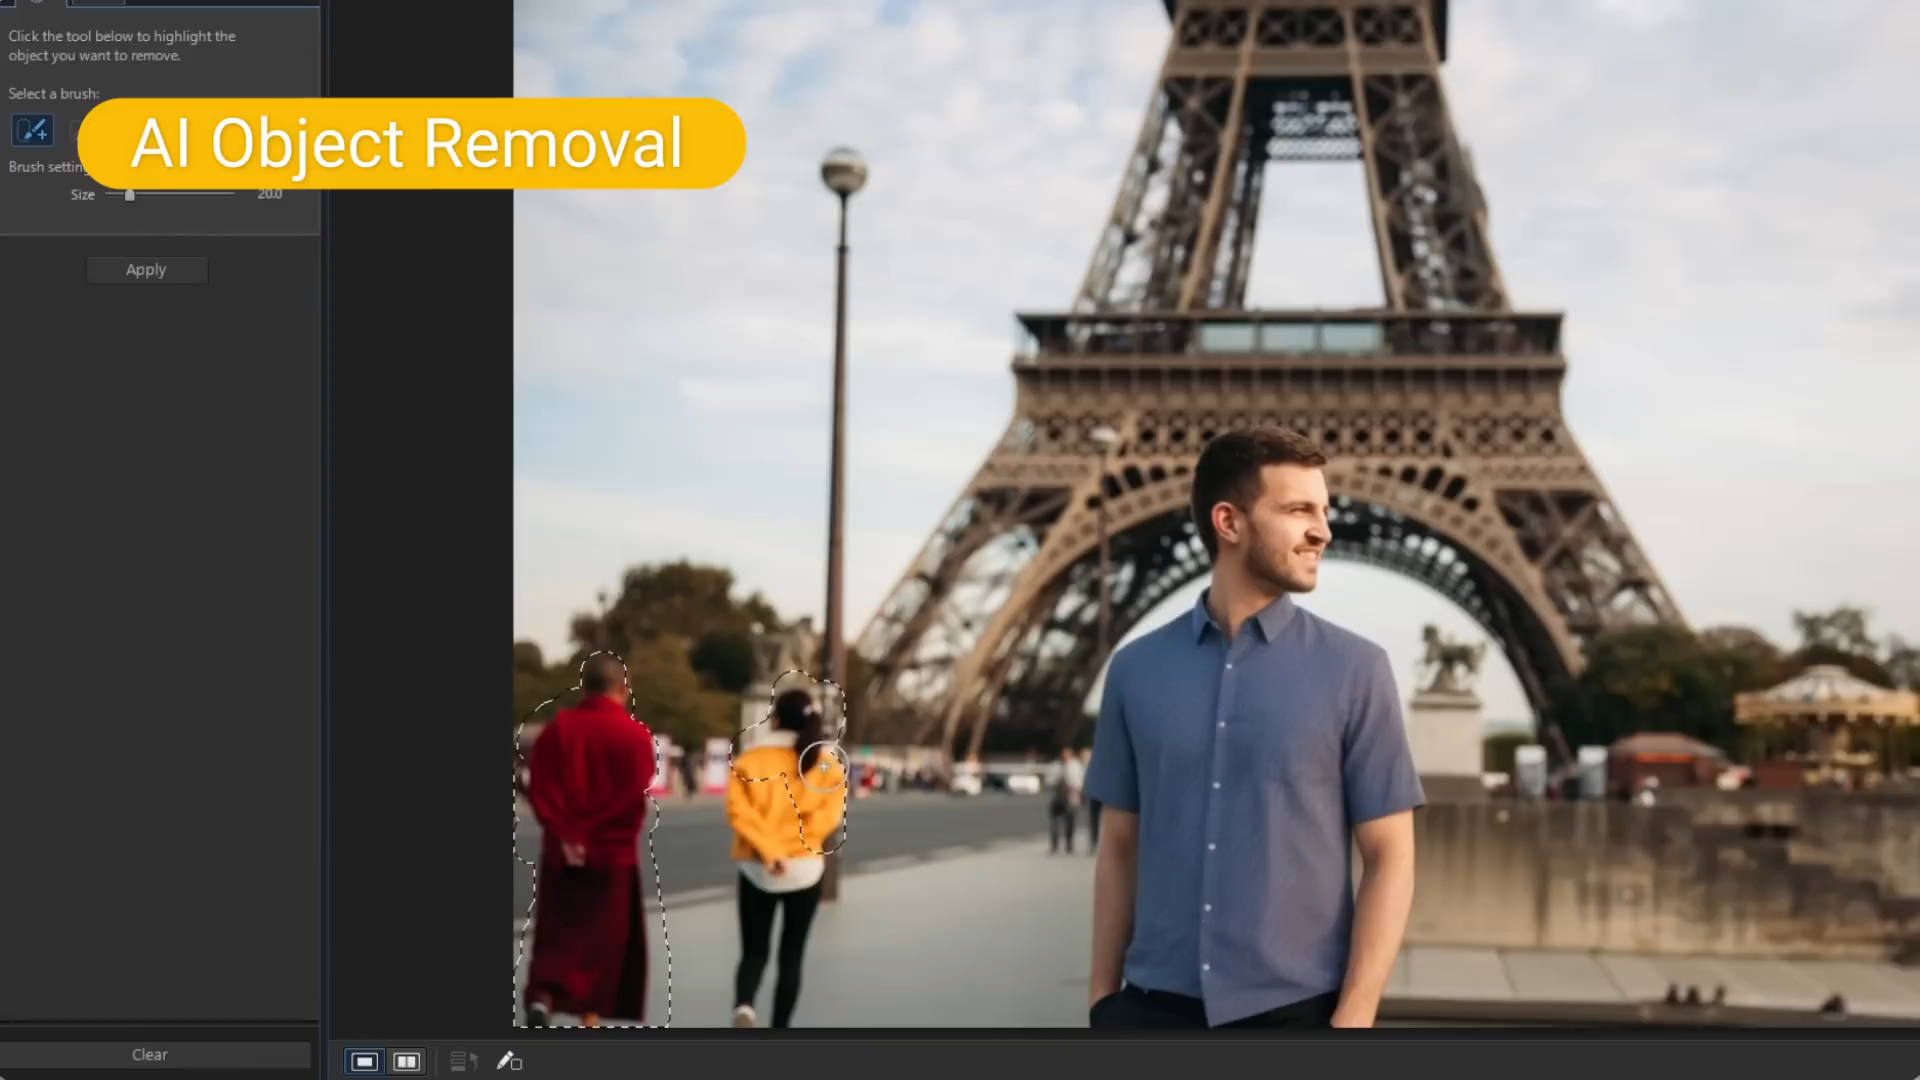 Click the tool below to highlight the
object you want to remove.
Select a brush:
AI Object Removal
Brush settin
Size
20.0
Apply
Clear